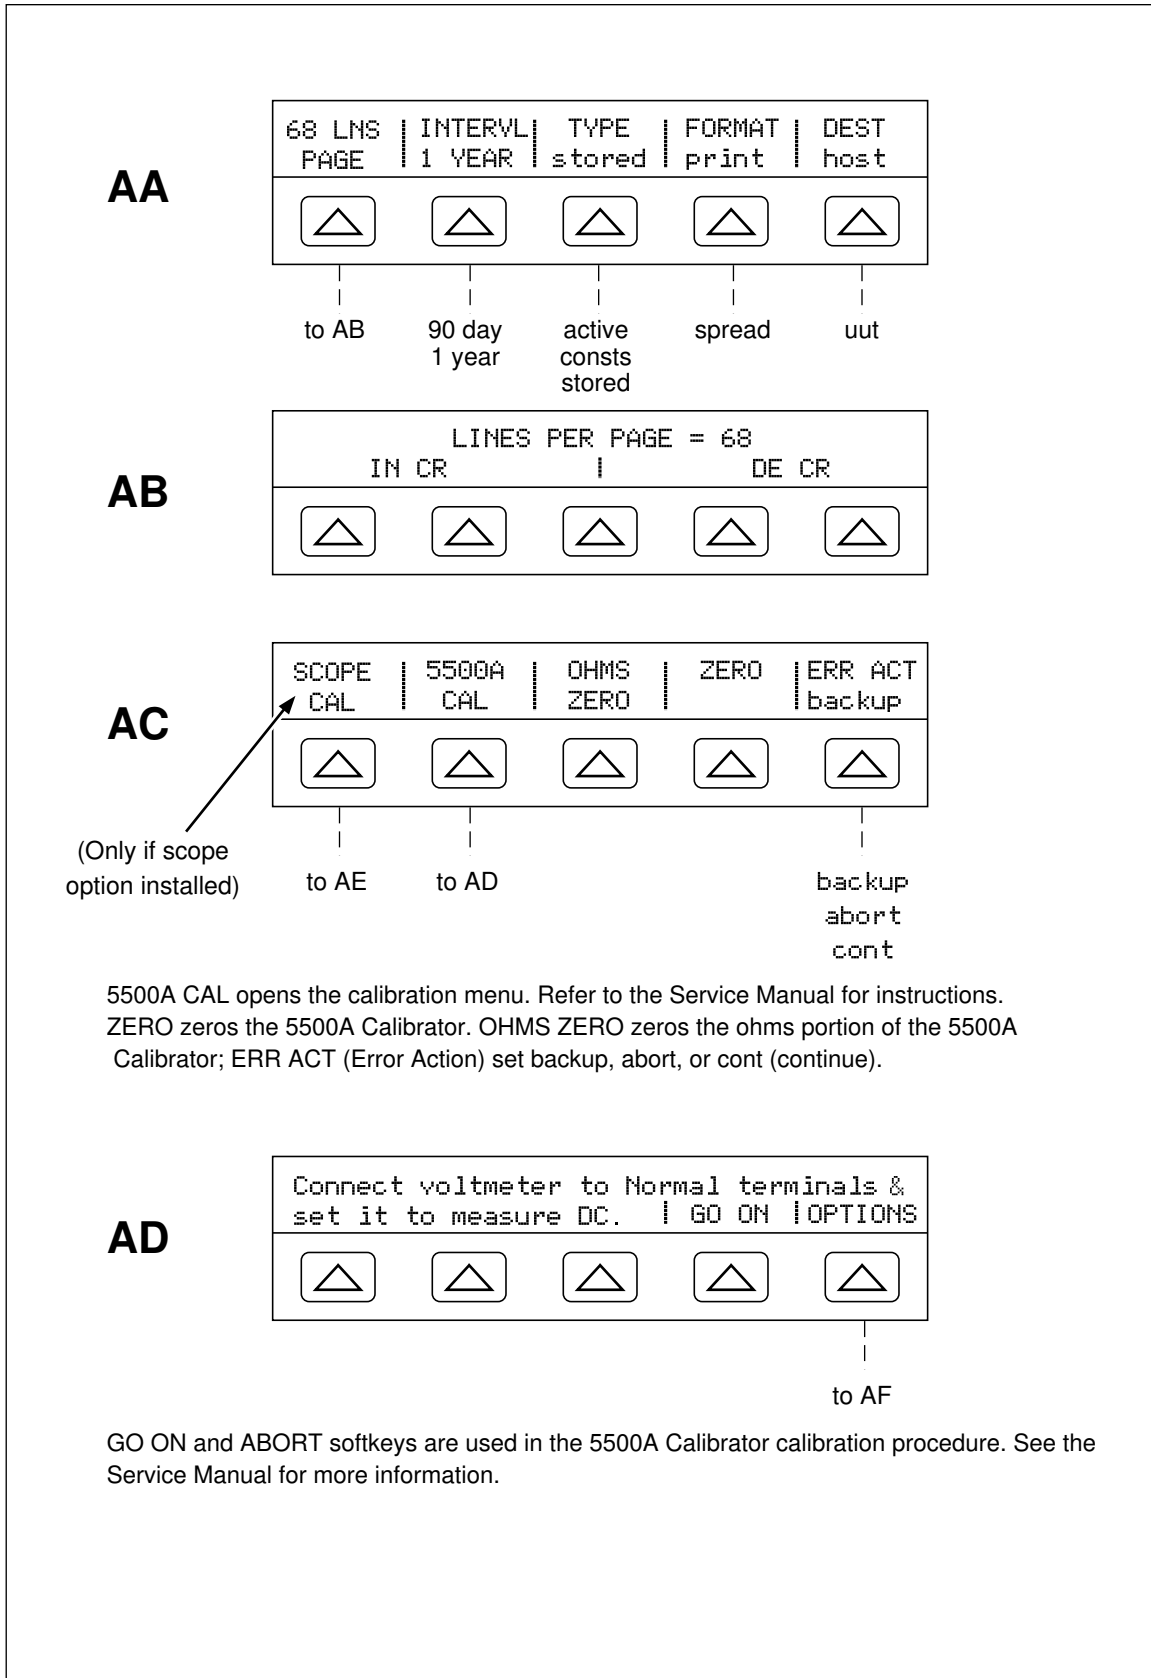 AA
68 LNS | INTERVL | TYPE | FORMAT | DEST
PAGE | 1 YEAR | stored | print | host
to AB 90 day active spread uut
1 year consts
stored
AB
LINES PER PAGE = 68
IN CR | DE CR
AC
SCOPE | 5500A | OHMS | ZERO | ERR ACT
CAL | CAL | ZERO | | backup
(Only if scope
option installed)
to AE to AD backup
abort
cont
5500A CAL opens the calibration menu. Refer to the Service Manual for instructions.
ZERO zeros the 5500A Calibrator. OHMS ZERO zeros the ohms portion of the 5500A
Calibrator; ERR ACT (Error Action) set backup, abort, or cont (continue).
AD
Connect voltmeter to Normal terminals &
set it to measure DC. | GO ON | OPTIONS
to AF
GO ON and ABORT softkeys are used in the 5500A Calibrator calibration procedure. See the
Service Manual for more information.